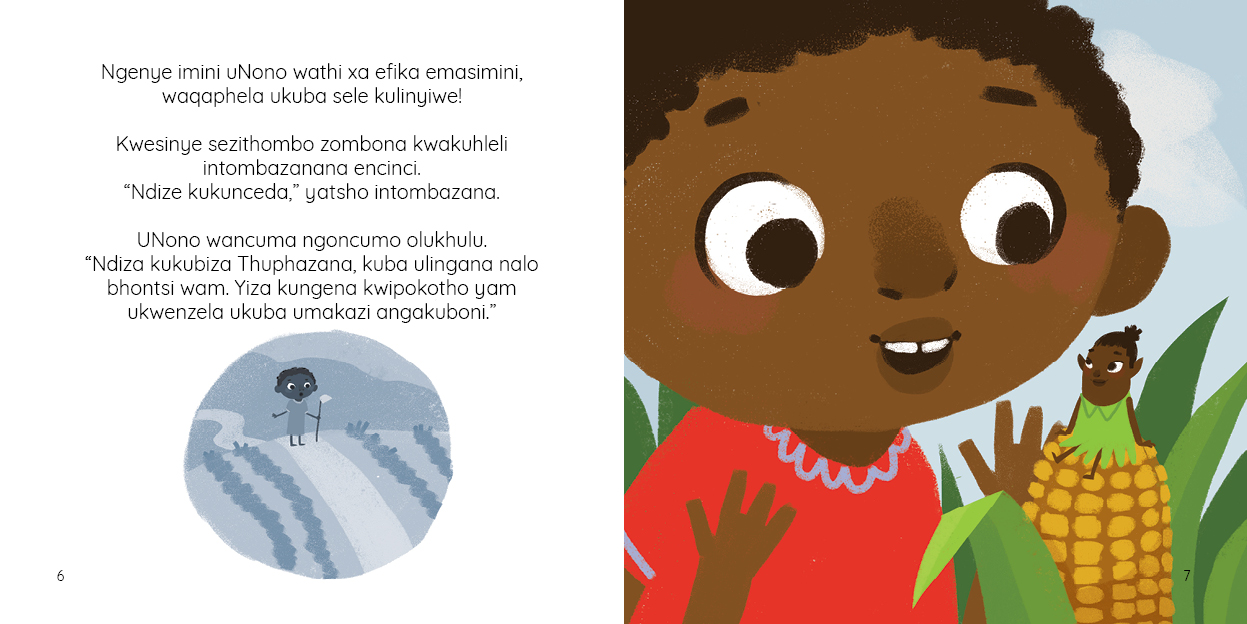 Ngenye imini uNono wathi xa efika emasimini,
waqaphela ukuba sele kulinyiwe!
Kwesinye sezithombo zombona kwakuhleli
intombazanana encinci.
“Ndize kukunceda,” yatsho intombazana.
UNono wancuma ngoncumo olukhulu.
“Ndiza kukubiza Thuphazana, kuba ulingana nalo
bhontsi wam. Yiza kungena kwipokotho yam
ukwenzela ukuba umakazi angakuboni.”
6
7